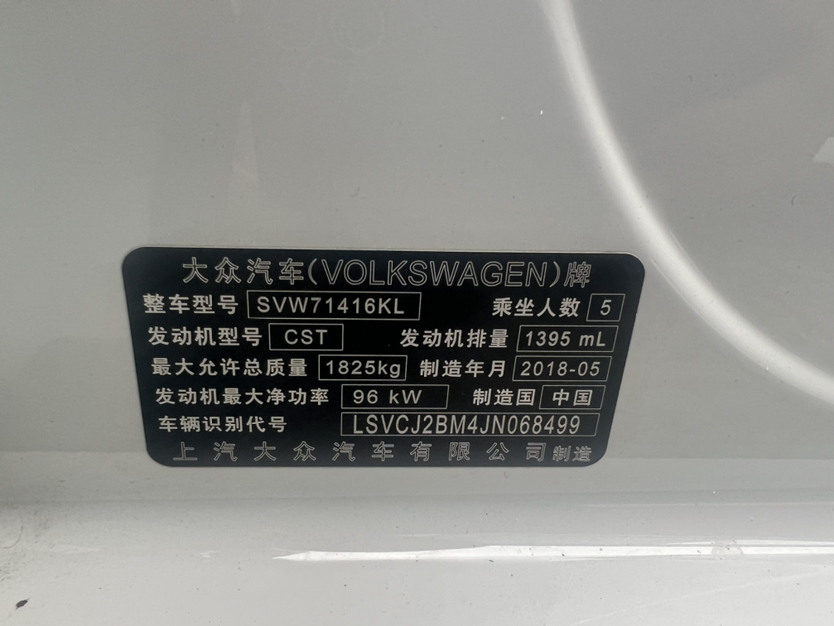 大众汽车(VOLKSWAGEN)牌
整车型号 SVW71416KL 乘坐人数 5
发动机型号 CST 发动机排量 1395 mL
最大允许总质量 1825kg 制造年月 2018-05
发动机最大净功率 96 kW 制造国 中国
车辆识别代号 LSVCJ2BM4JN068499
上汽大众汽车有限公司制造